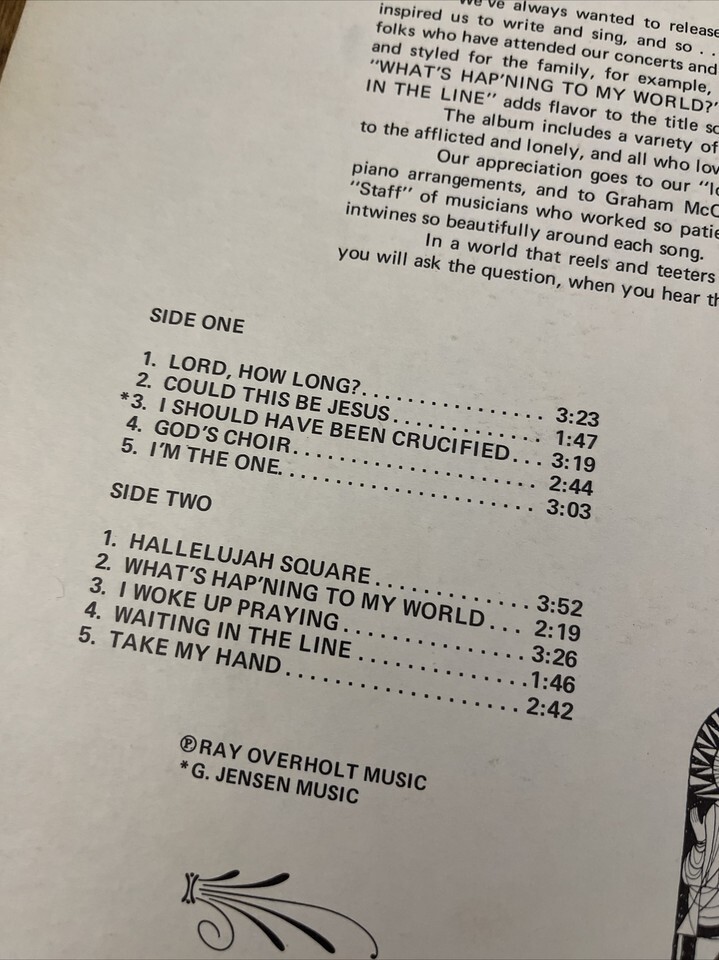 We've always wanted to release
inspired us to write and sing, and so . .
folks who have attended our concerts and
and styled for the family, for example,
"WHAT'S HAP'NING TO MY WORLD?"
IN THE LINE" adds flavor to the title
The album includes a variety of
to the afflicted and lonely, and all who
Our appreciation goes to our
piano arrangements, and to Graham
"Staff" of musicians who worked so
intwines so beautifully around each song.
In a world that reels and teeters
you will ask the question, when you hear
SIDE ONE
1. LORD, HOW LONG?................ 3:23
2. COULD THIS BE JESUS............. 1:47
*3. I SHOULD HAVE BEEN CRUCIFIED... 3:19
4. GOD'S CHOIR..................... 2:44
5. I'M THE ONE...................... 3:03
SIDE TWO
1. HALLELUJAH SQUARE............. 3:52
2. WHAT'S HAP'NING TO MY WORLD... 2:19
3. I WOKE UP PRAYING............... 3:26
4. WAITING IN THE LINE ..............1:46
5. TAKE MY HAND.................... 2:42
ⓅRAY OVERHOLT MUSIC
*G. JENSEN MUSIC